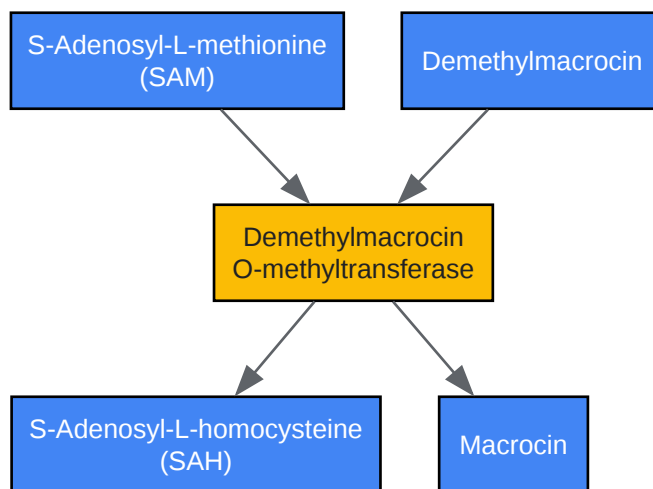 S-Adenosyl-L-methionine
(SAM)
Demethylmacrocin
Demethylmacrocin
O-methyltransferase
S-Adenosyl-L-homocysteine
(SAH)
Macrocin